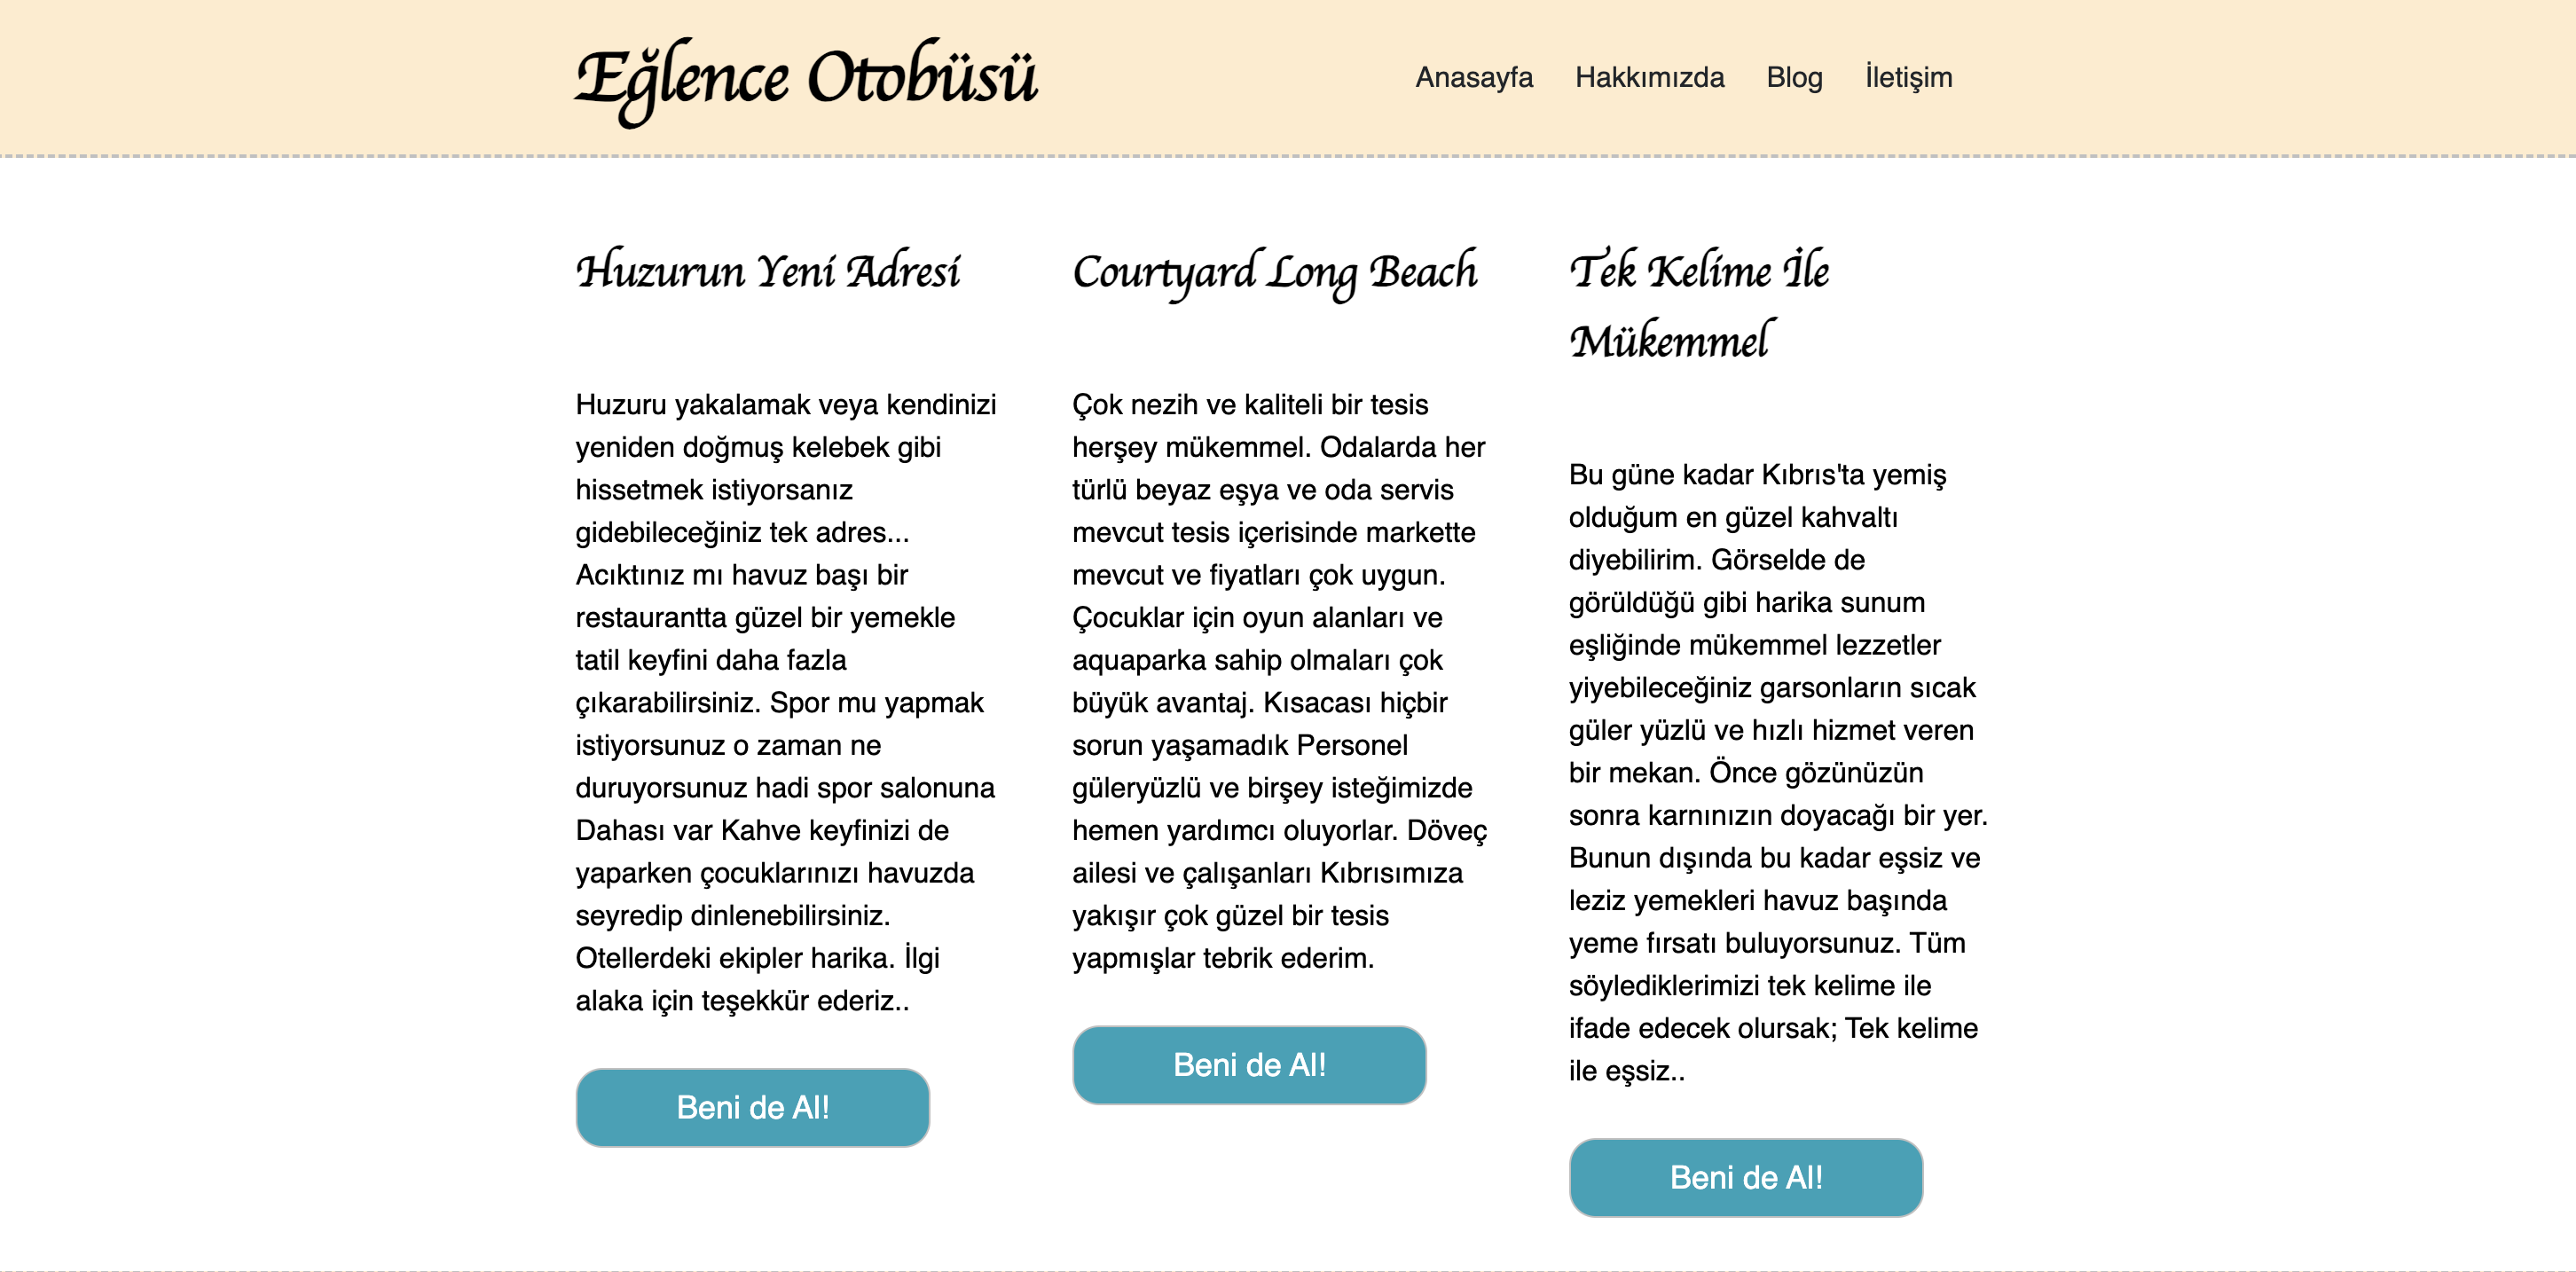 Eğlence Otobüsü
Anasayfa Hakkımızda Blog İletişim
Huzurun Yeni Adresi
Huzuru yakalamak veya kendinizi
yeniden doğmuş kelebek gibi
hissetmek istiyorsanız
gidebileceğiniz tek adres...
Acıktınız mı havuz başı bir
restaurantta güzel bir yemekle
tatil keyfini daha fazla
çıkarabilirsiniz. Spor mu yapmak
istiyorsunuz o zaman ne
duruyorsunuz hadi spor salonuna
Dahası var Kahve keyfinizi de
yaparken çocuklarınızı havuzda
seyredip dinlenebilirsiniz.
Otellerdeki ekipler harika. İlgi
alaka için teşekkür ederiz..
Beni de Al!
Courtyard Long Beach
Çok nezih ve kaliteli bir tesis
herşey mükemmel. Odalarda her
türlü beyaz eşya ve oda servis
mevcut tesis içerisinde markette
mevcut ve fiyatları çok uygun.
Çocuklar için oyun alanları ve
aquaparka sahip olmaları çok
büyük avantaj. Kısacası hiçbir
sorun yaşamadık Personel
güleryüzlü ve birşey isteğimizde
hemen yardımcı oluyorlar. Döveç
ailesi ve çalışanları Kıbrısımıza
yakışır çok güzel bir tesis
yapmışlar tebrik ederim.
Beni de Al!
Tek Kelime İle
Mükemmel
Bu güne kadar Kıbrıs'ta yemiş
olduğum en güzel kahvaltı
diyebilirim. Görselde de
görüldüğü gibi harika sunum
eşliğinde mükemmel lezzetler
yiyebileceğiniz garsonların sıcak
güler yüzlü ve hızlı hizmet veren
bir mekan. Önce gözünüzün
sonra karnınızın doyacağı bir yer.
Bunun dışında bu kadar eşsiz ve
leziz yemekleri havuz başında
yeme fırsatı buluyorsunuz. Tüm
söylediklerimizi tek kelime ile
ifade edecek olursak; Tek kelime
ile eşsiz..
Beni de Al!